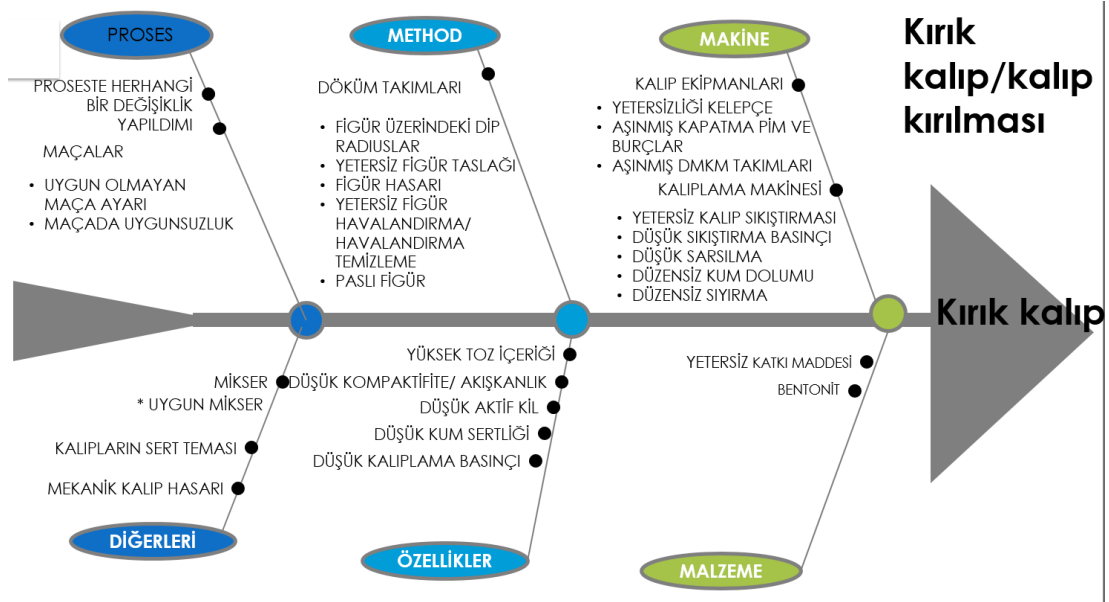 PROSES
PROSESTE HERHANGİ
BİR DEĞİŞİKLİK
YAPILDIMI
MAÇALAR
• UYGUN OLMAYAN
MAÇA AYARI
• MAÇADA UYGUNSUZLUK
METHOD
DÖKÜM TAKIMLARI
• FİGÜR ÜZERİNDEKİ DİP
RADIUSLAR
• YETERSİZ FİGÜR TASLAĞI
• FİGÜR HASARI
• YETERSİZ FİGÜR
HAVALANDIRMA/
HAVALANDIRMA
TEMİZLEME
• PASLI FİGÜR
MAKİNE
KALIP EKİPMANLARI
• YETERSİZLİĞİ KELEPÇE
• AŞINMIŞ KAPATMA PİM VE
BURÇLAR
• AŞINMIŞ DMKM TAKIMLARI
KALIPLAMA MAKİNESİ
• YETERSİZ KALIP SIKIŞTIRMASI
• DÜŞÜK SIKIŞTIRMA BASINÇI
• DÜŞÜK SARSILMA
• DÜZENSİZ KUM DOLUMU
• DÜZENSİZ SIYIRMA
Kırık
kalıp/kalıp
kırılması
Kırık kalıp
MİKSER
* UYGUN MİKSER
KALIPLARIN SERT TEMASI
MEKANİK KALIP HASARI
DİĞERLERİ
YÜKSEK TOZ İÇERİĞİ
DÜŞÜK KOMPAKTİFİTE/ AKIŞKANLIK
DÜŞÜK AKTİF KİL
DÜŞÜK KUM SERTLİĞİ
DÜŞÜK KALIPLAMA BASINÇI
ÖZELLİKLER
YETERSİZ KATKI MADDESİ
BENTONİT
MALZEME